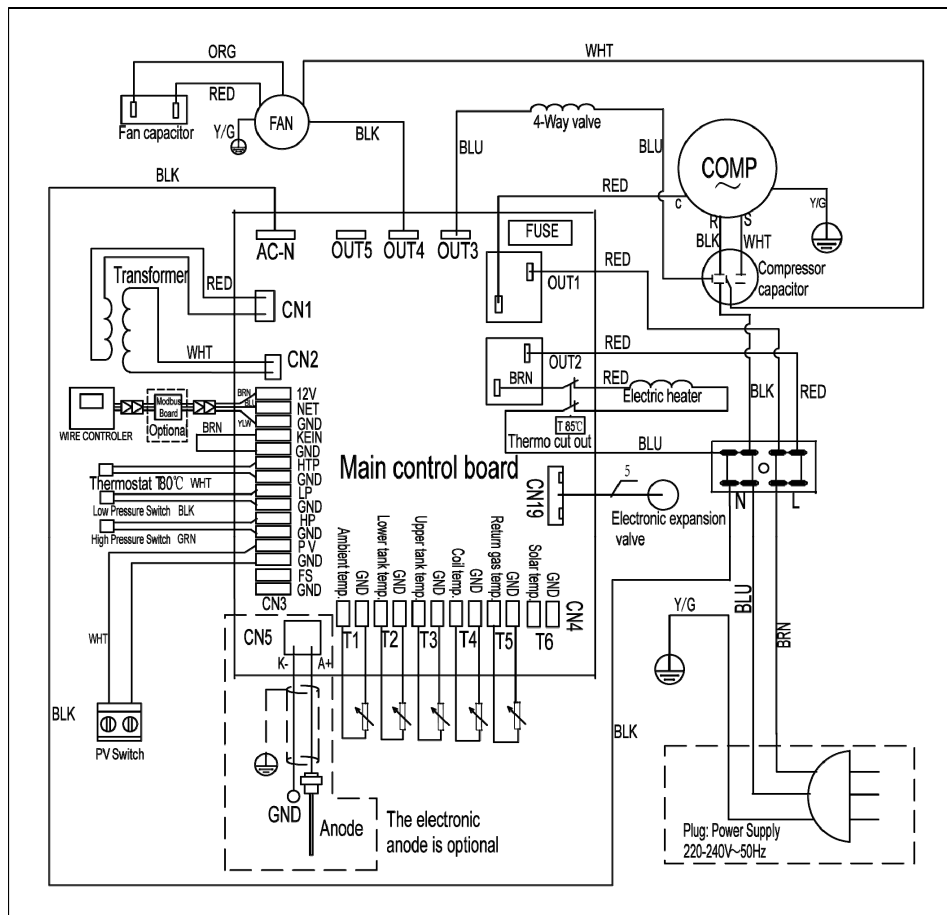 ORG
WHT
RED
Fan capacitor
Y/G
FAN
BLK
4-Way valve
BLU
BLU
COMP
~
BLK
RED
C
Y/G
R
S
BLK
WHT
AC-N
OUT5
OUT4
OUT3
FUSE
Compressor
capacitor
Transformer
RED
CN1
OUT1
RED
WHT
CN2
OUT2
RED
BRN
RED
Electric heater
BLK
RED
T 85℃
Thermo cut out
BLU
WIRE CONTROLER
Modbus
Board
Optional
BRN
BLU
YLW
12V
NET
GND
BRN
KEIN
GND
HTP
Thermostat T80℃ WHT
GND
LP
Low Pressure Switch BLK
GND
HP
High Pressure Switch GRN
GND
P V
GND
FS
GND
CN3
Main control board
CN19
5
Electronic expansion
valve
N
L
Ambient temp.
GND
Lower tank temp.
GND
Upper tank temp.
GND
Coil temp.
GND
Return gas temp.
GND
Solar temp.
GND
CN4
T1
T2
T3
T4
T5
T6
CN5
K-
A+
WHT
Y/G
BLU
BRN
BLK
PV Switch
BLK
GND
Anode
The electronic
anode is optional
Plug: Power Supply
220-240V~50Hz